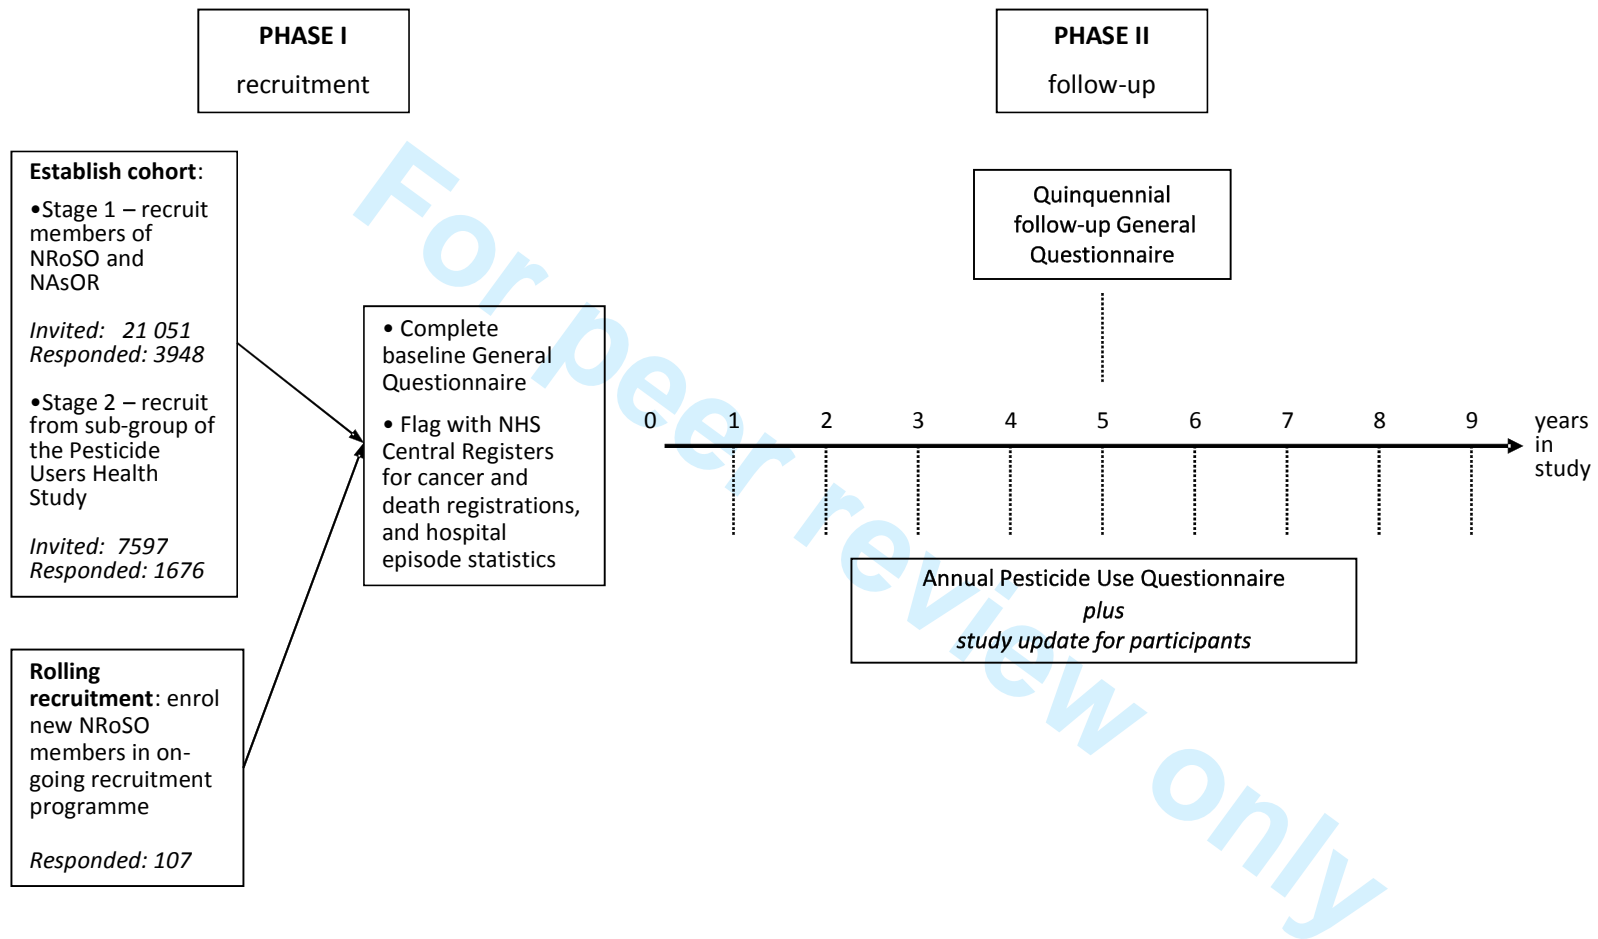 PHASE I
recruitment
PHASE II
follow-up
Establish cohort:
•Stage 1 – recruit
members of
NRoSO and
NAsOR
Invited: 21 051
Responded: 3948
•Stage 2 – recruit
from sub-group of
the Pesticide
Users Health
Study
Invited: 7597
Responded: 1676
Rolling
recruitment: enrol
new NRoSO
members in on-
going recruitment
programme
Responded: 107
• Complete
baseline General
Questionnaire
• Flag with NHS
Central Registers
for cancer and
death registrations,
and hospital
episode statistics
Quinquennial
follow-up General
Questionnaire
0 1 2 3 4 5 6 7 8 9 years
in
study
Annual Pesticide Use Questionnaire
plus
study update for participants
For peer review only